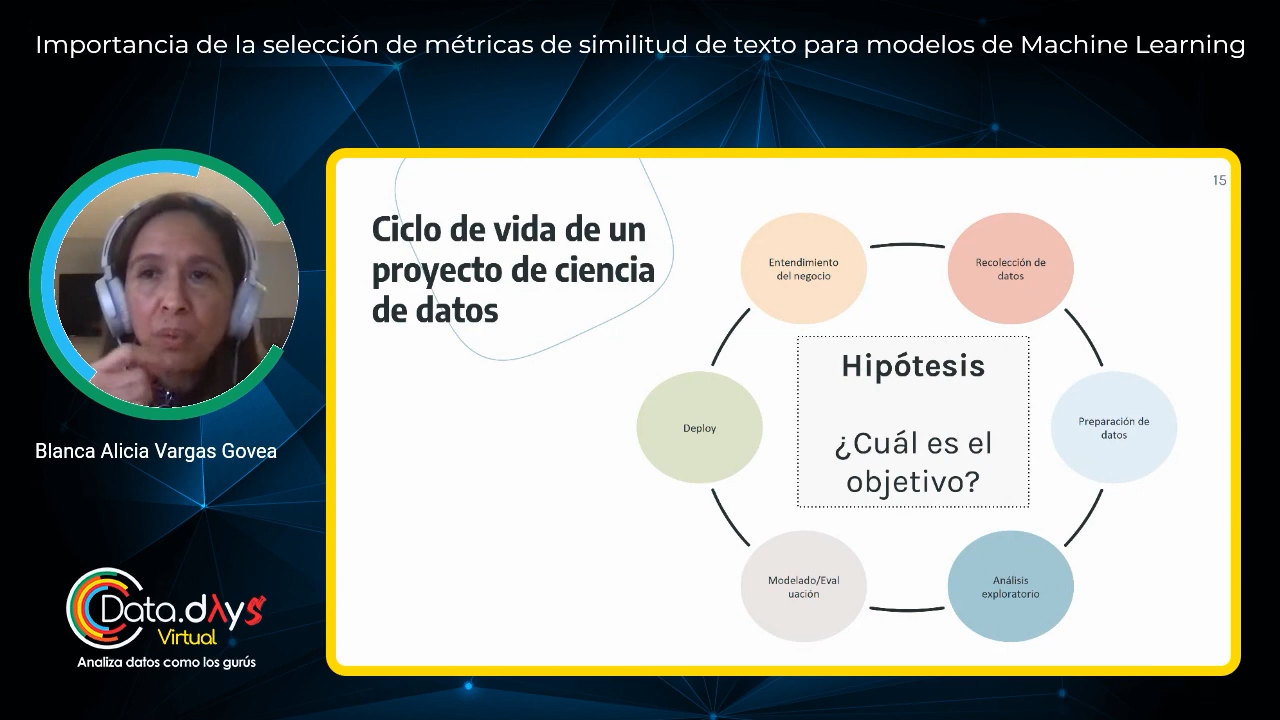 Importancia de la selección de métricas de similitud de texto para modelos de Machine Learning
15
Ciclo de vida de un
proyecto de ciencia
de datos
Entendimiento
del negocio
Recolección de
datos
Hipótesis
¿Cuál es el
objetivo?
Deploy
Preparación de
datos
Modelado/Eval
uación
Análisis
exploratorio
Blanca Alicia Vargas Govea
Data.dλys
Virtual
Analiza datos como los gurús